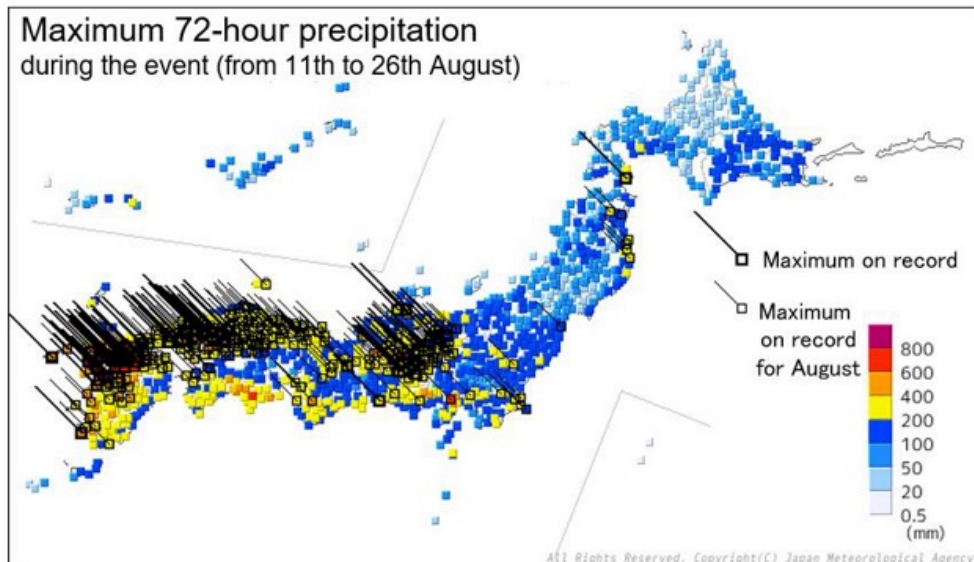 Maximum 72-hour precipitation
during the event (from 11th to 26th August)
Maximum on record
Maximum
on record
for August
800
600
400
200
100
50
20
0.5
(mm)
All Rights Reserved. Copyright(C) Japan Meteorological Agency